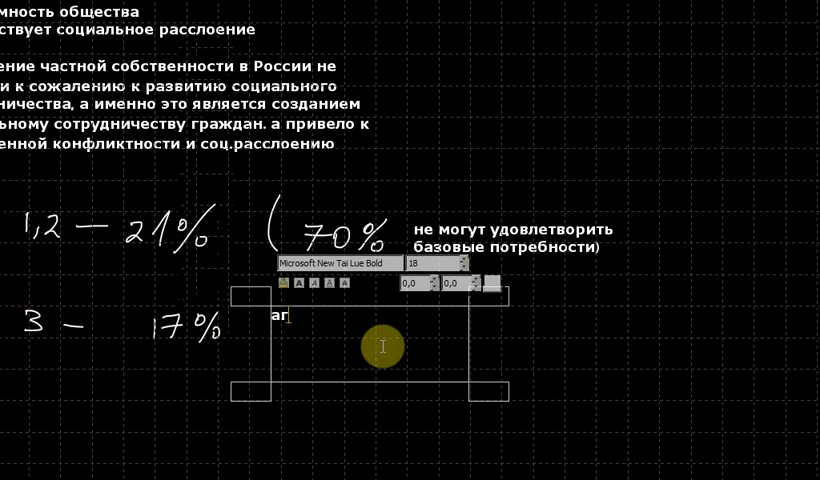 мность общества
ствует социальное расслоение
ение частной собственности в России не
и к сожалению к развитию социального
ничества, а именно это является созданием
ьному сотрудничеству граждан. а привело к
енной конфликтности и соц.расслоению
1,2 — 21% ( 70% не могут удовлетворить
базовые потребности)
Microsoft New Tai Lue Bold 18
A A A A A 0,0 0,0
3 — 17% аг